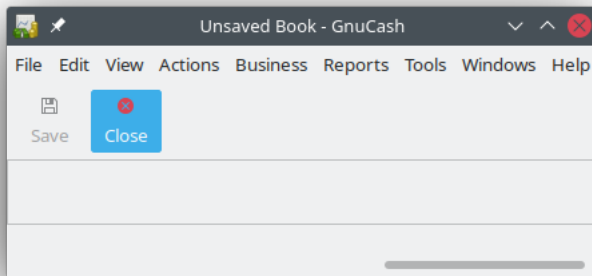 Unsaved Book - GnuCash
File Edit View Actions Business Reports Tools Windows Help
Save Close